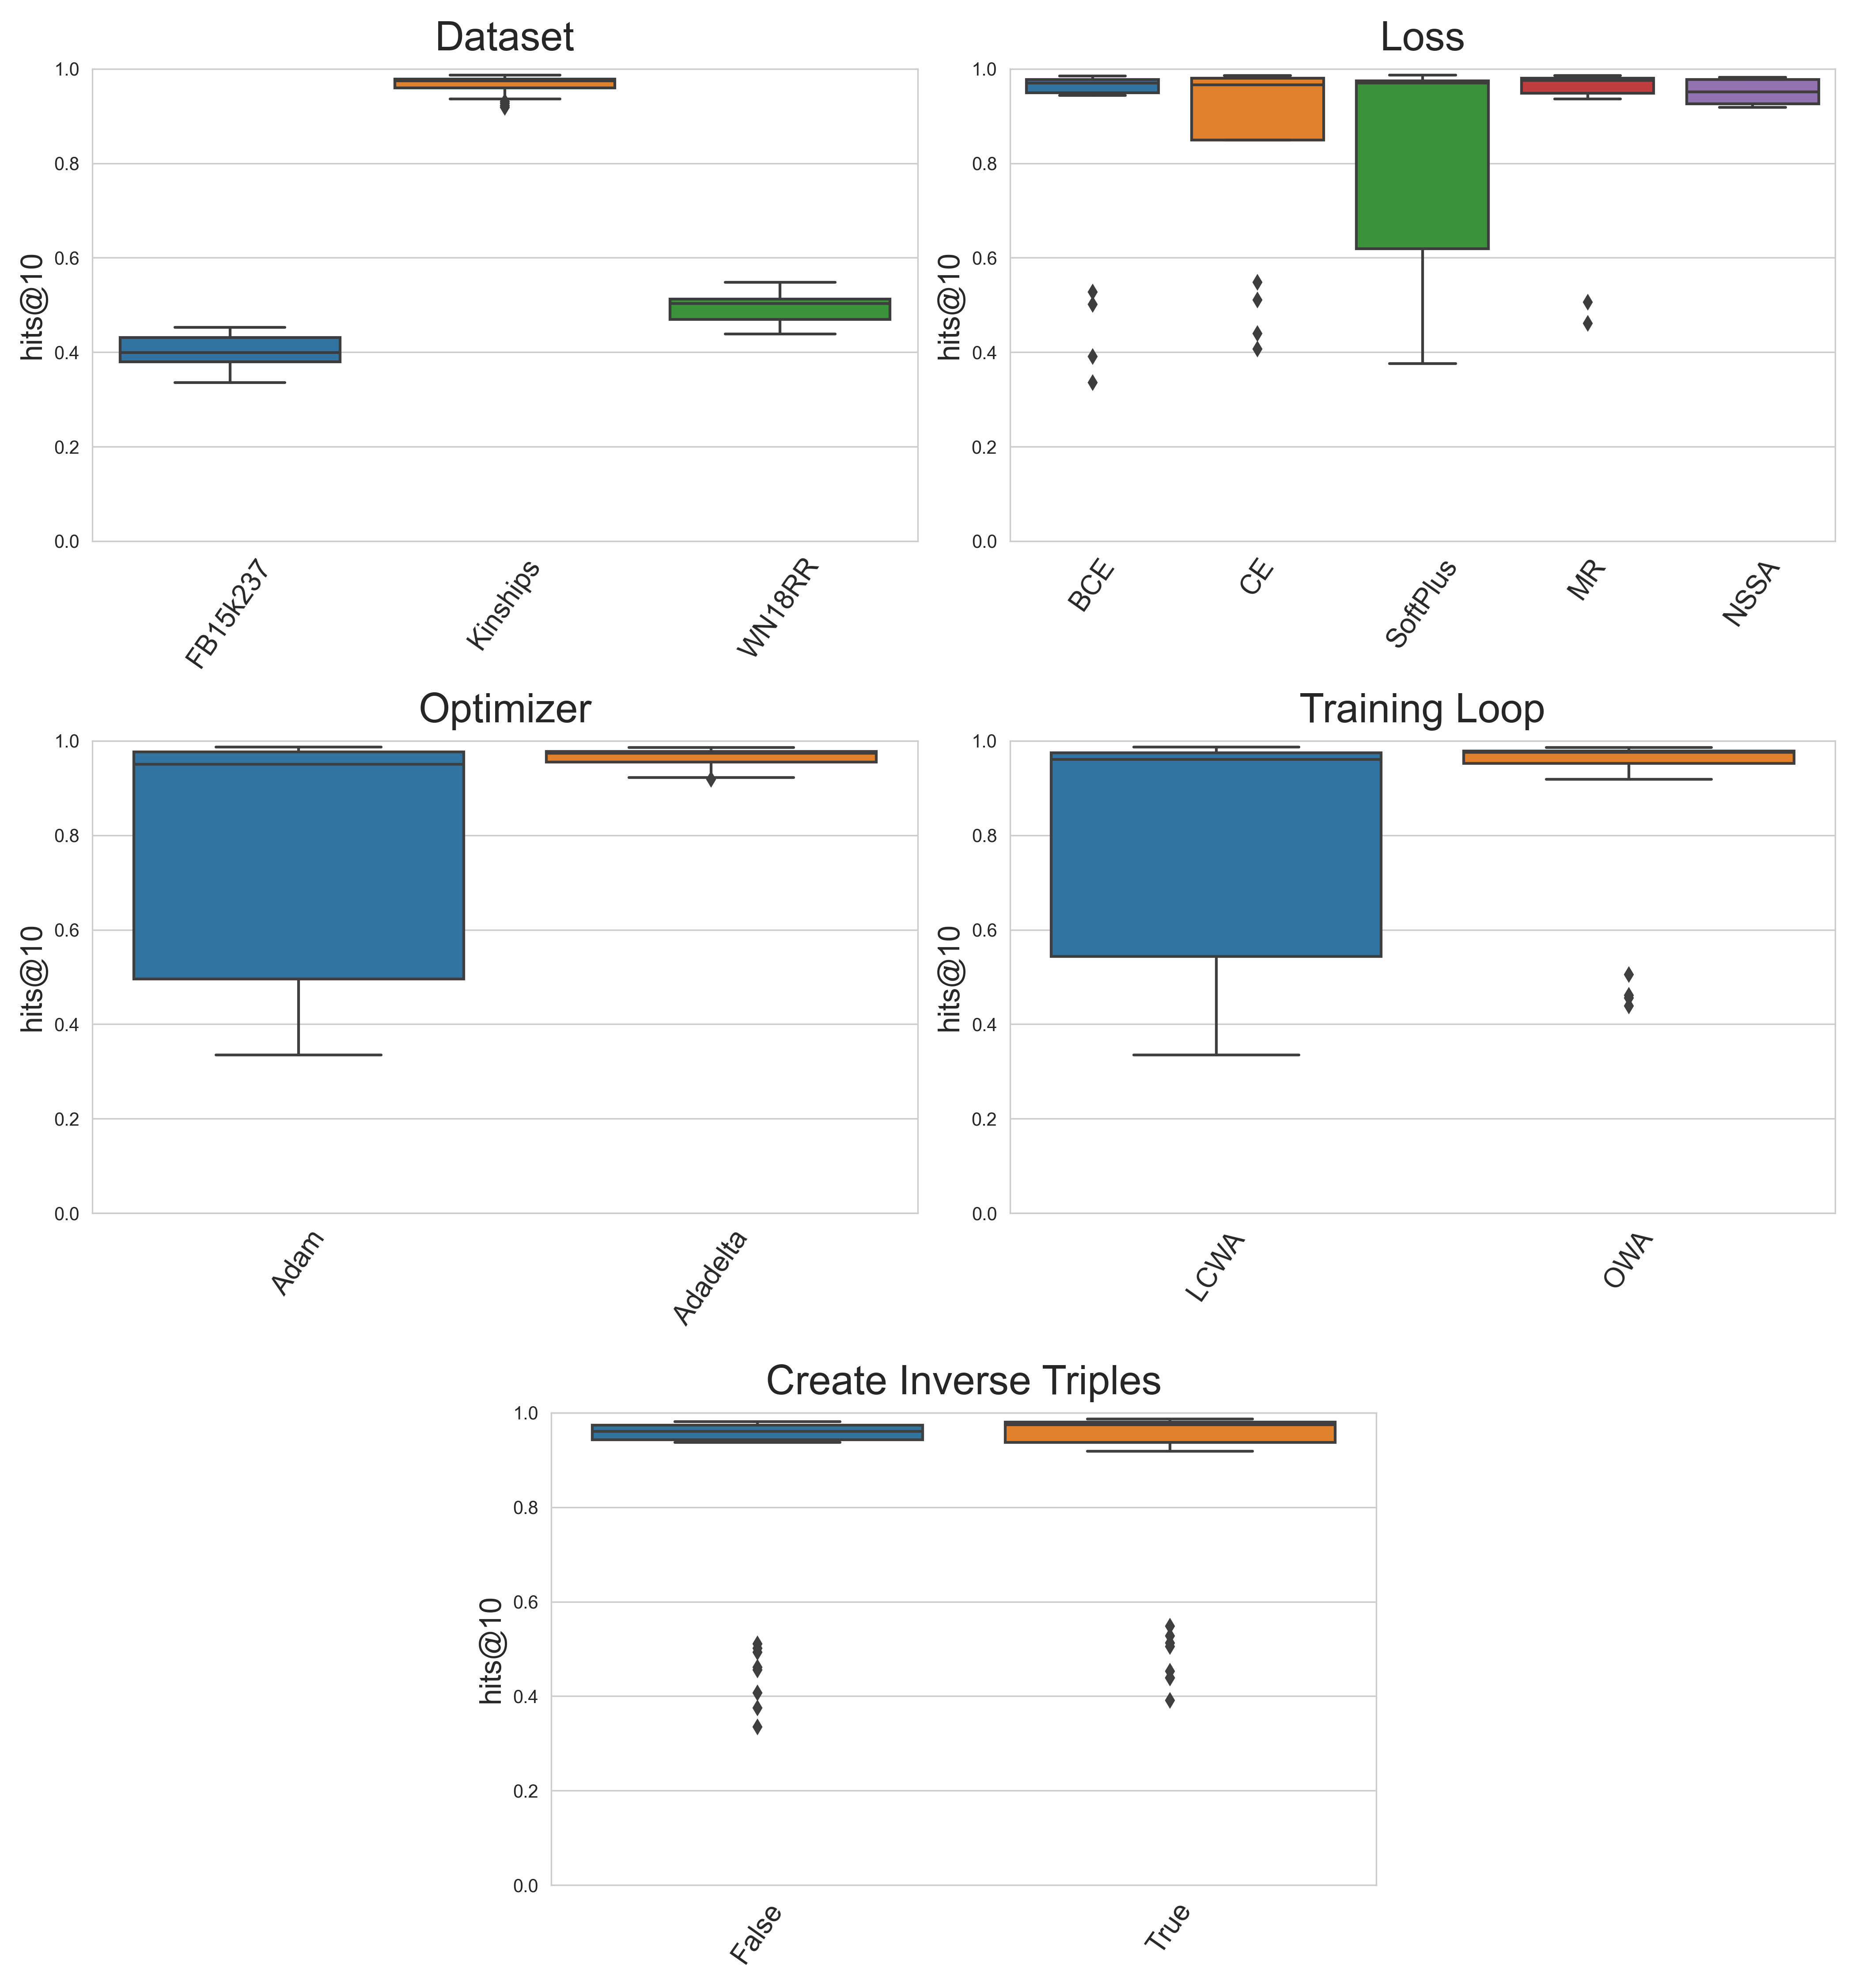 Dataset
hits@10
1.0
0.8
0.6
0.4
0.2
0.0
FB15k237
Kinships
WN18RR
Loss
hits@10
1.0
0.8
0.6
0.4
0.2
0.0
BCE
CE
SoftPlus
MR
NSSA
Optimizer
hits@10
1.0
0.8
0.6
0.4
0.2
0.0
Adam
Adadelta
Training Loop
hits@10
1.0
0.8
0.6
0.4
0.2
0.0
LCWA
OWA
Create Inverse Triples
hits@10
1.0
0.8
0.6
0.4
0.2
0.0
False
True